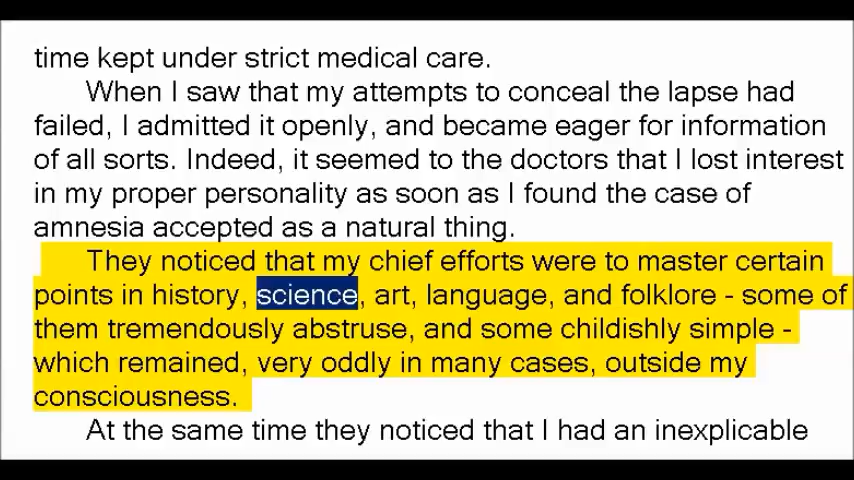 time kept under strict medical care.
When I saw that my attempts to conceal the lapse had
failed, I admitted it openly, and became eager for information
of all sorts. Indeed, it seemed to the doctors that I lost interest
in my proper personality as soon as I found the case of
amnesia accepted as a natural thing.
They noticed that my chief efforts were to master certain
points in history, science, art, language, and folklore - some of
them tremendously abstruse, and some childishly simple -
which remained, very oddly in many cases, outside my
consciousness.
At the same time they noticed that I had an inexplicable